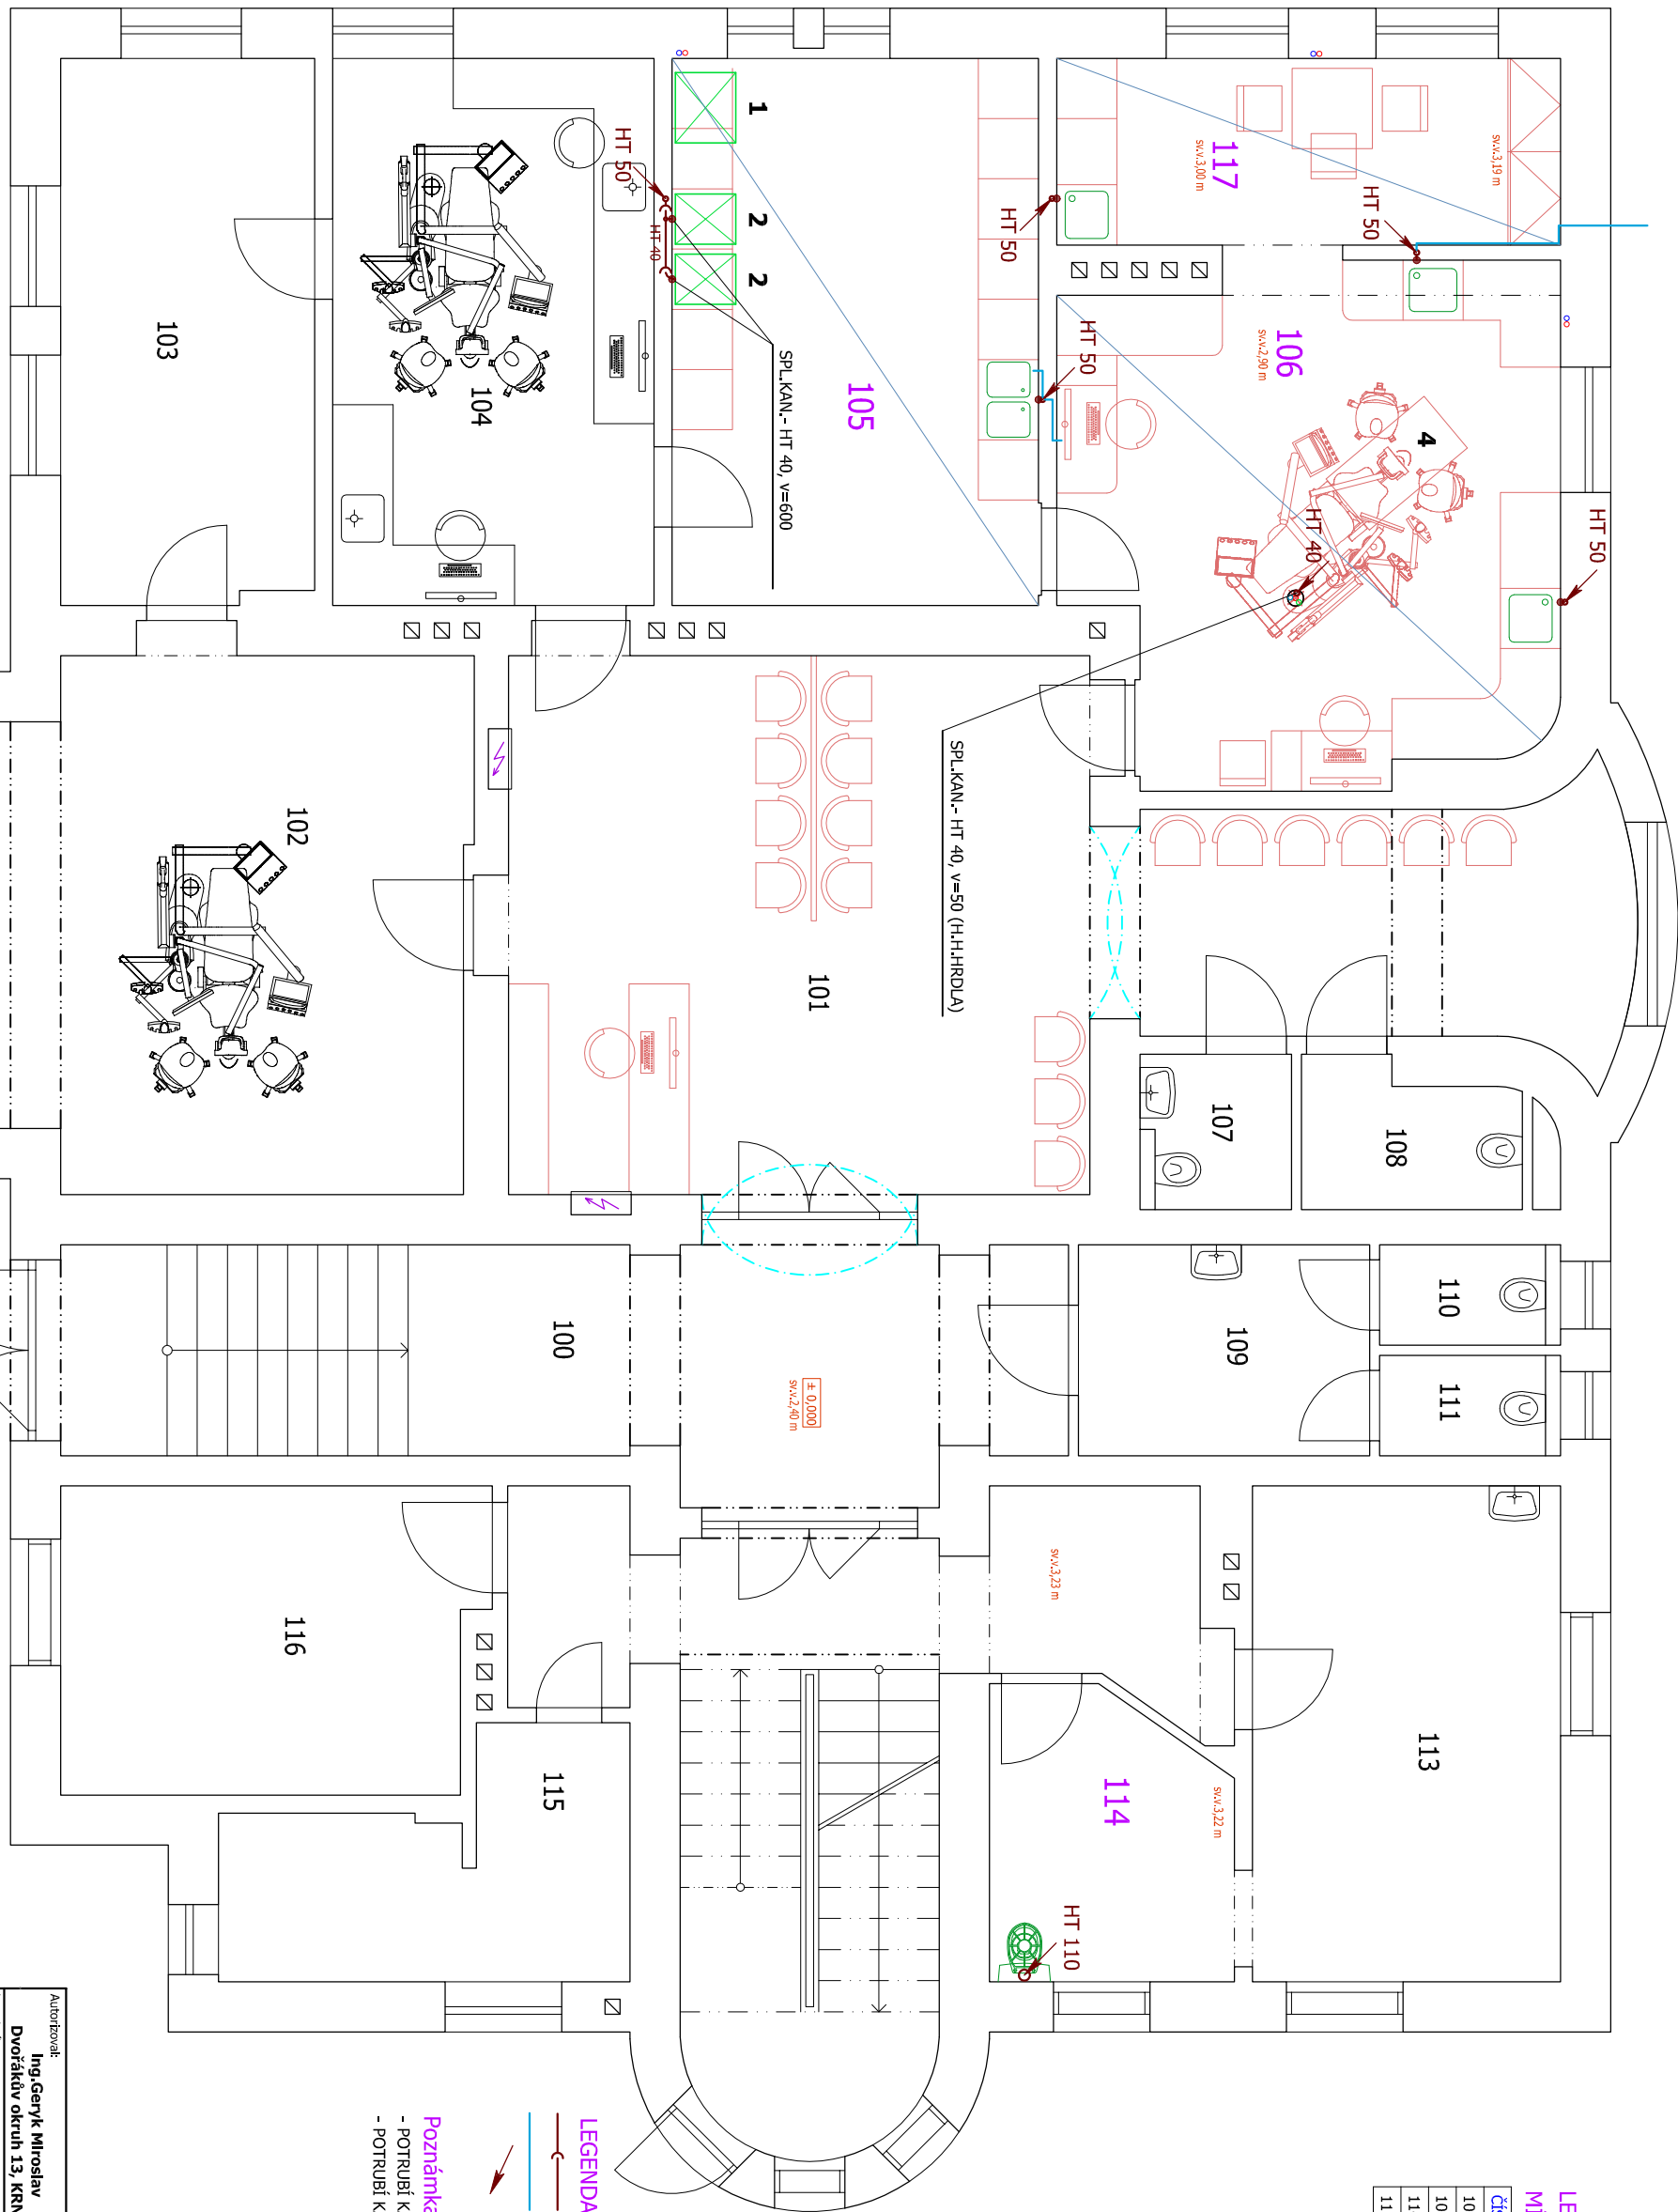 sv.v.3,19 m
117
sv.v.3,00 m
HT 50
HT 50
HT 50
HT 50
HT 50
106
sv.v.2,90 m
4
HT 40
1
2
2
HT 50
HT 40
105
SPL.KAN.- HT 40, v=600
103
104
102
101
SPL.KAN.- HT 40, v=50 (H.H.HRDLA)
107
108
110
111
109
100
± 0,000
sv.v.2,40 m
sv.v.3,23 m
113
116
115
114
sv.v.3,22 m
HT 110
LEGENDA
Poznámka
- POTRUBÍ K
- POTRUBÍ K
Autorizoval:
Ing.Geryk Miroslav
Dvořákův okruh 13, KRN